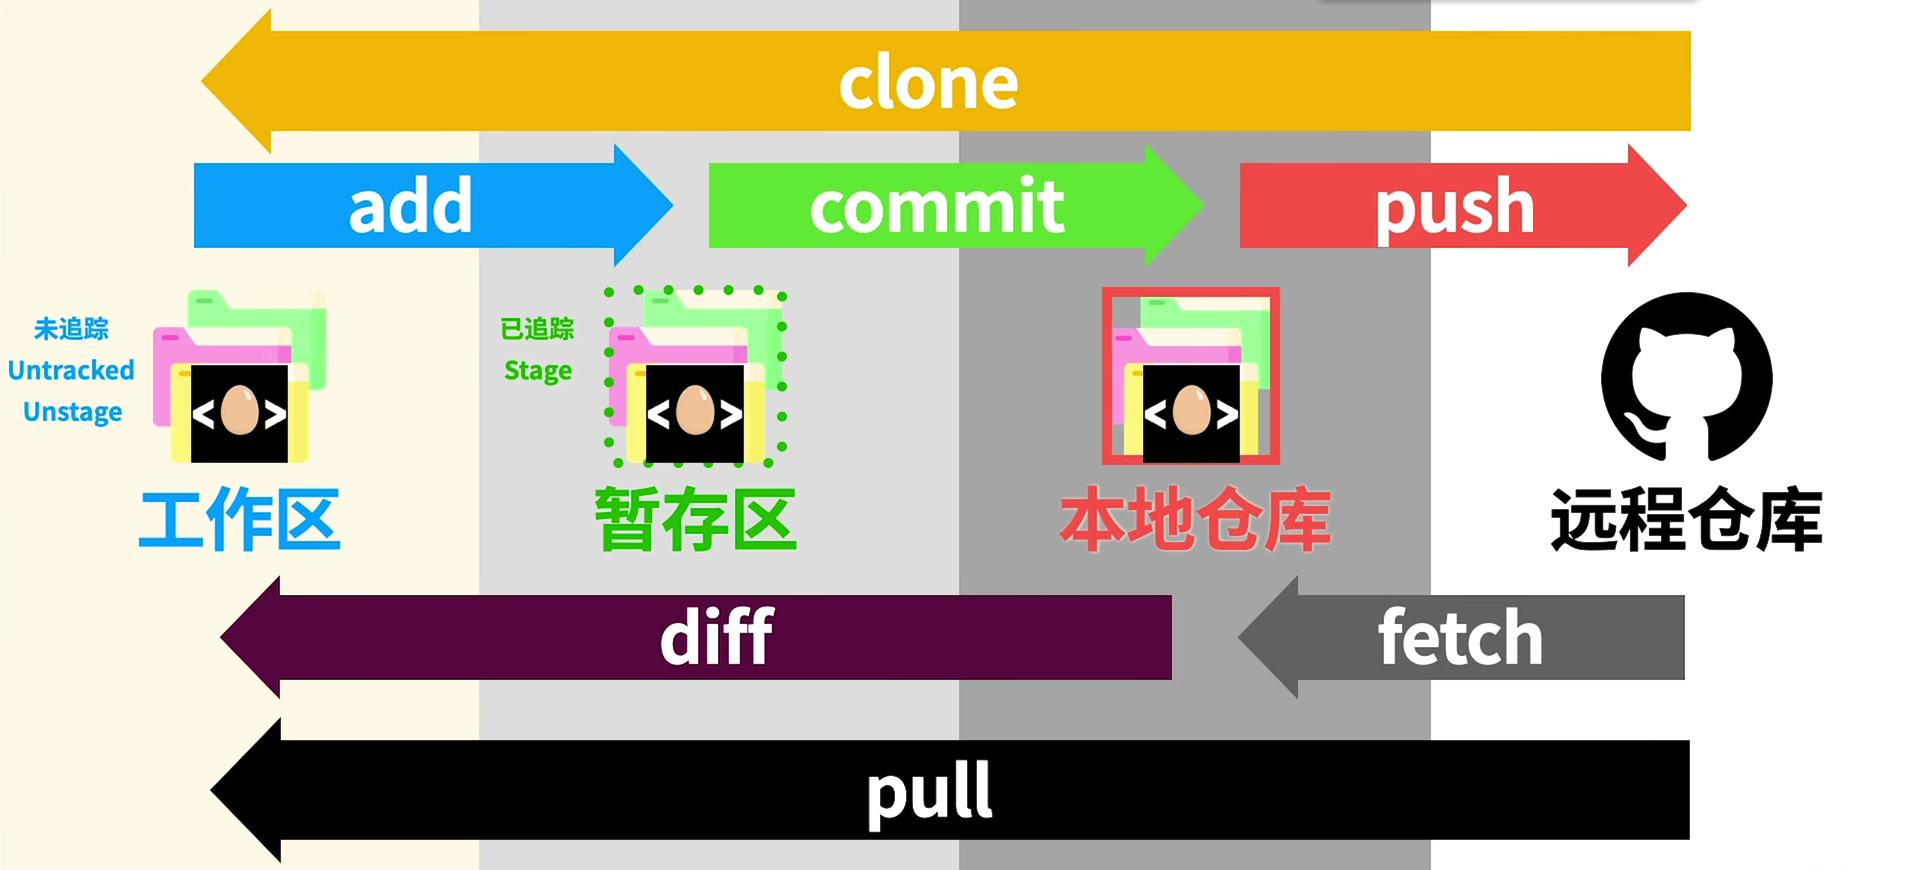 clone
add
commit
push
未追踪
Untracked
Unstage
已追踪
Stage
< >
< >
< >
工作区
暂存区
本地仓库
远程仓库
diff
fetch
pull